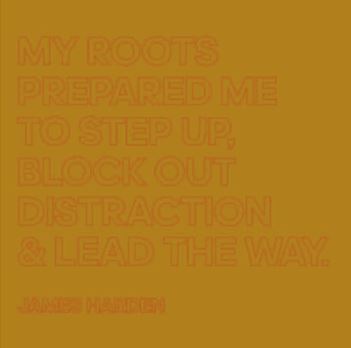 MY ROOTS
PREPARED ME
TO STEP UP,
BLOCK OUT
DISTRACTION
& LEAD THE WAY.
JAMES HARDEN